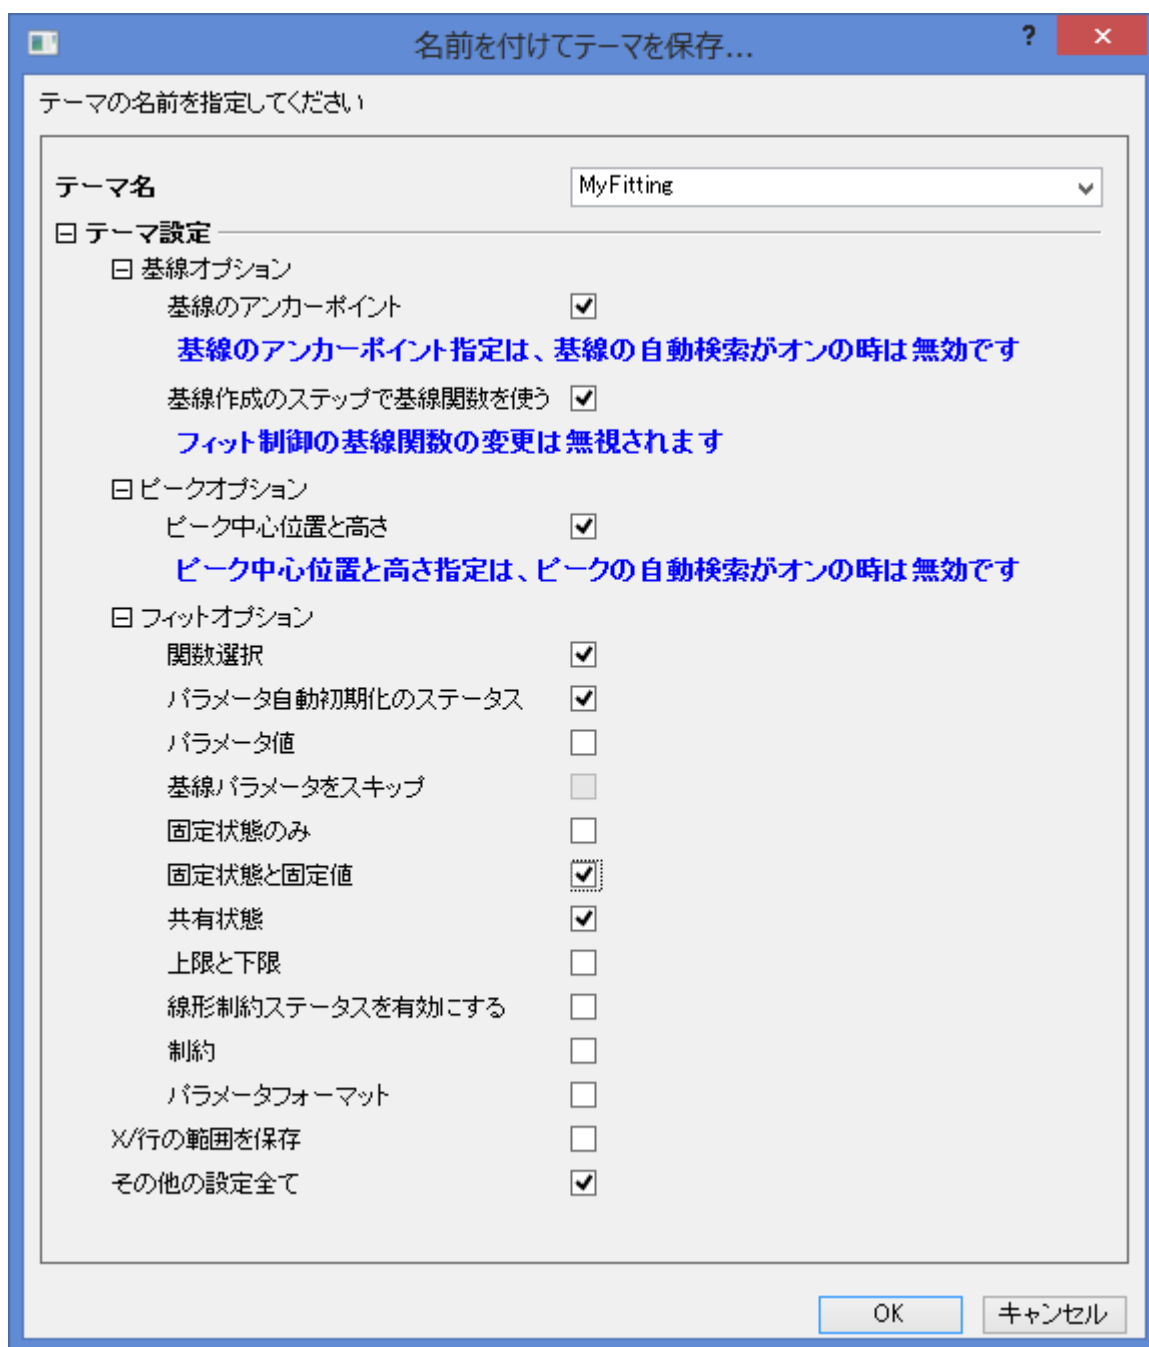 名前を付けてテーマを保存...
?
×
テーマの名前を指定してください
テーマ名 MyFitting
テーマ設定
基線オプション
基線のアンカーポイント
基線のアンカーポイント指定は、基線の自動検索がオンの時は無効です
基線作成のステップで基線関数を使う
フィット制御の基線関数の変更は無視されます
ピークオプション
ピーク中心位置と高さ
ピーク中心位置と高さ指定は、ピークの自動検索がオンの時は無効です
フィットオプション
関数選択
パラメータ自動初期化のステータス
パラメータ値
基線パラメータをスキップ
固定状態のみ
固定状態と固定値
共有状態
上限と下限
線形制約ステータスを有効にする
制約
パラメータフォーマット
X/行の範囲を保存
その他の設定全て
OK キャンセル